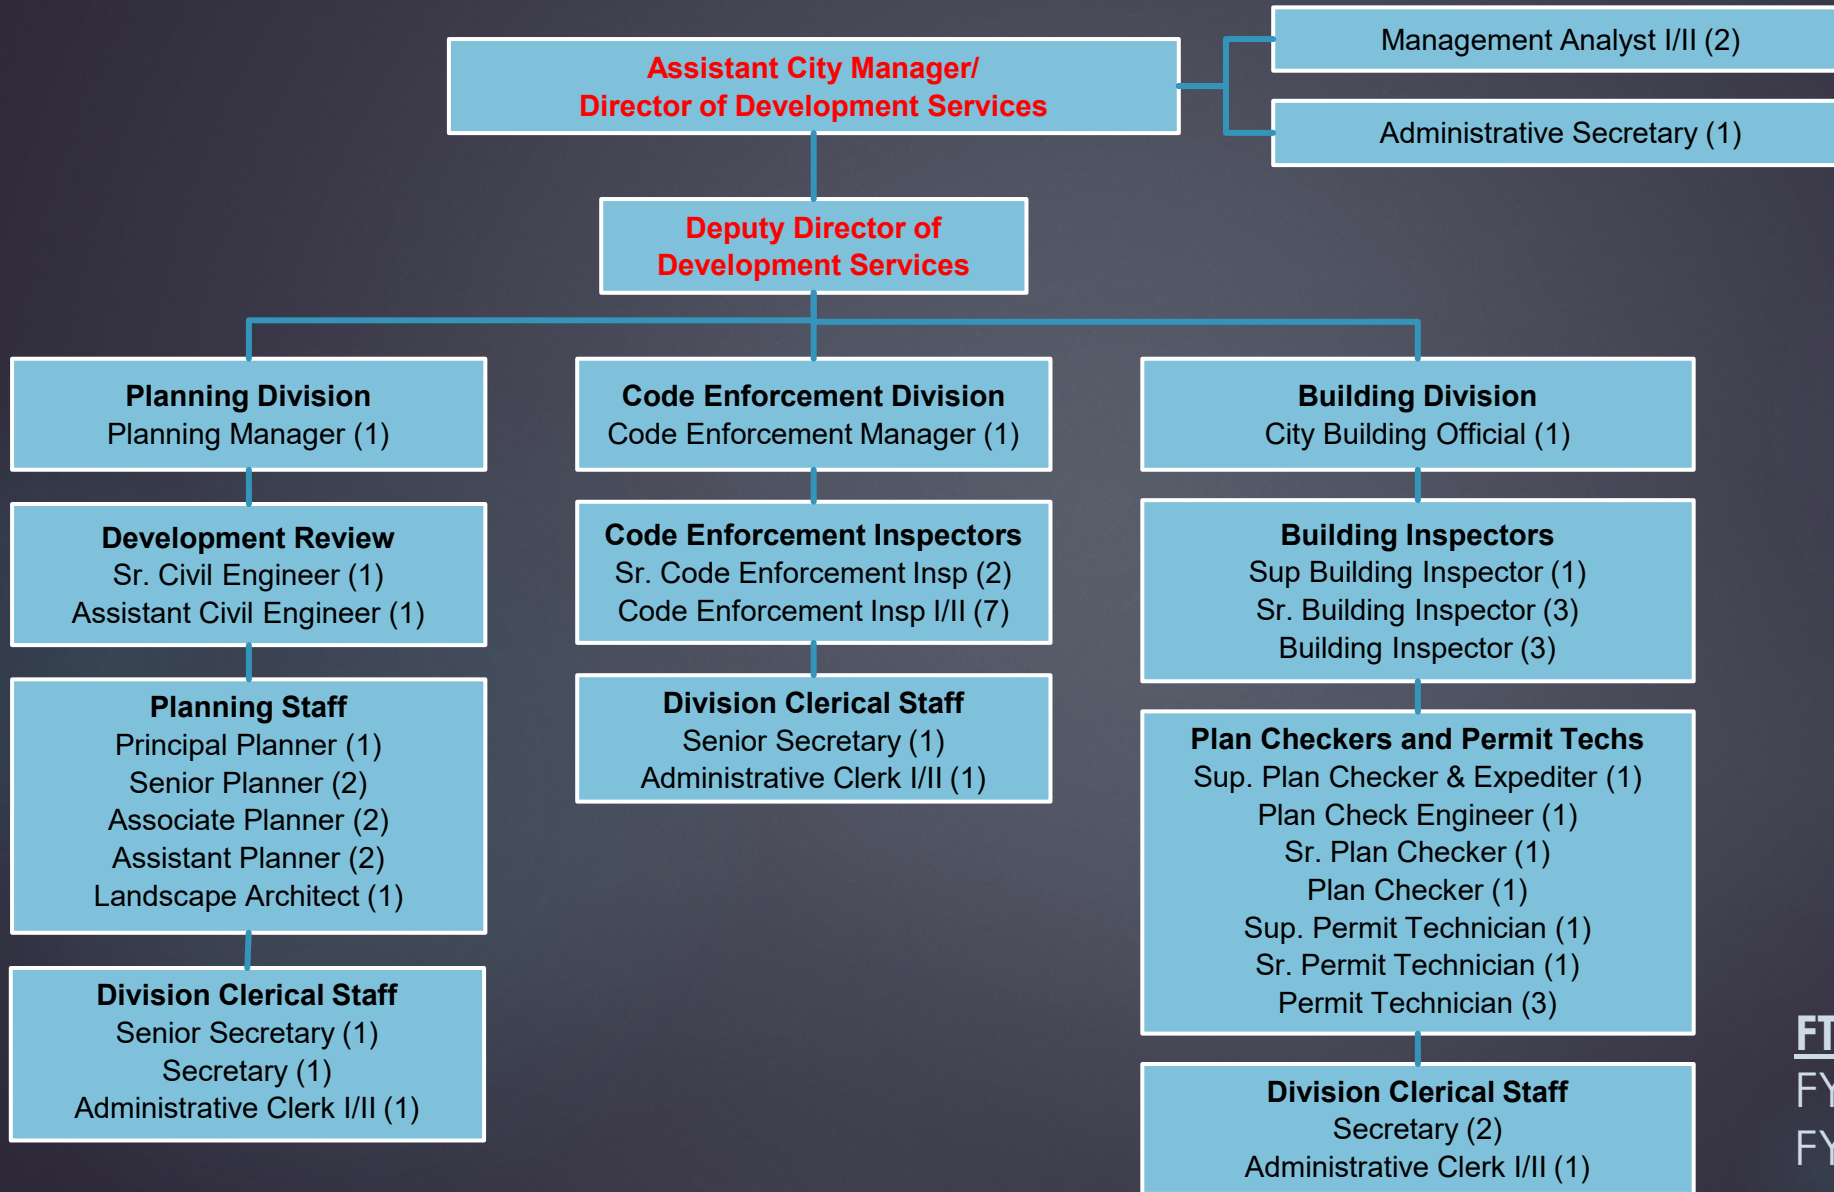 Assistant City Manager/
Director of Development Services
Management Analyst I/II (2)
Administrative Secretary (1)
Deputy Director of
Development Services
Planning Division
Planning Manager (1)
Development Review
Sr. Civil Engineer (1)
Assistant Civil Engineer (1)
Planning Staff
Principal Planner (1)
Senior Planner (2)
Associate Planner (2)
Assistant Planner (2)
Landscape Architect (1)
Division Clerical Staff
Senior Secretary (1)
Secretary (1)
Administrative Clerk I/II (1)
Code Enforcement Division
Code Enforcement Manager (1)
Code Enforcement Inspectors
Sr. Code Enforcement Insp (2)
Code Enforcement Insp I/II (7)
Division Clerical Staff
Senior Secretary (1)
Administrative Clerk I/II (1)
Building Division
City Building Official (1)
Building Inspectors
Sup Building Inspector (1)
Sr. Building Inspector (3)
Building Inspector (3)
Plan Checkers and Permit Techs
Sup. Plan Checker & Expediter (1)
Plan Check Engineer (1)
Sr. Plan Checker (1)
Plan Checker (1)
Sup. Permit Technician (1)
Sr. Permit Technician (1)
Permit Technician (3)
Division Clerical Staff
Secretary (2)
Administrative Clerk I/II (1)
FY
FY